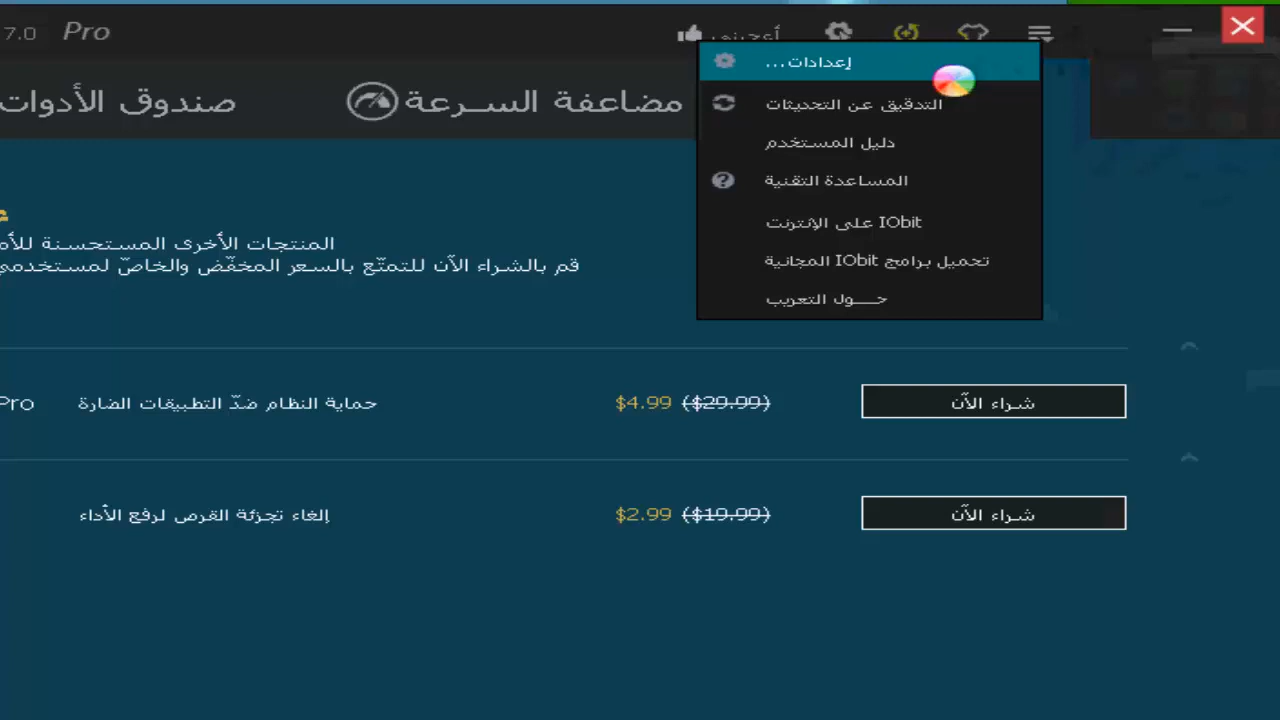 7.0 Pro
أعجبني
صندوق الأدوات
مضاعفة السـرعة
إعدادات...
التدقيق عن التحديثات
دليل المستخدم
المساعدة التقنية
IObit على الإنترنت
تحميل برامج IObit المجانية
حـــول التعريب
المنتجات الأخرى المستحسنة
قم بالشراء الآن للتمتّع بالسعر المخفّض والخاصّ
Pro
حماية النظام ضدّ التطبيقات الضارة
$4.99 ($29.99)
شراء الآن
إلغاء تجزئة القرص لرفع الأداء
$2.99 ($19.99)
شراء الآن